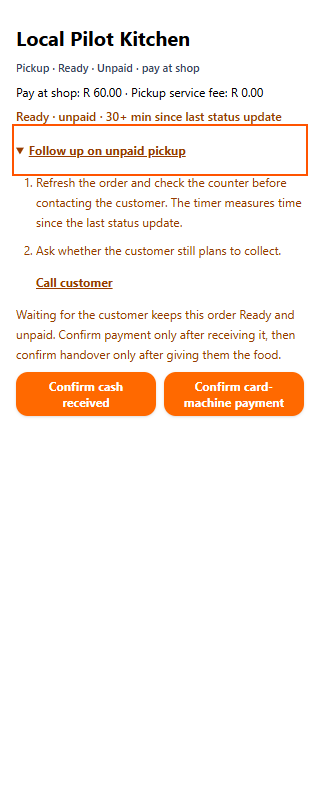 Local Pilot Kitchen
Pickup · Ready · Unpaid · pay at shop
Pay at shop: R 60.00 · Pickup service fee: R 0.00
Ready · unpaid · 30+ min since last status update
▼ Follow up on unpaid pickup
1. Refresh the order and check the counter before
contacting the customer. The timer measures time
since the last status update.
2. Ask whether the customer still plans to collect.
Call customer
Waiting for the customer keeps this order Ready and
unpaid. Confirm payment only after receiving it, then
confirm handover only after giving them the food.
Confirm cash
received
Confirm card-
machine payment